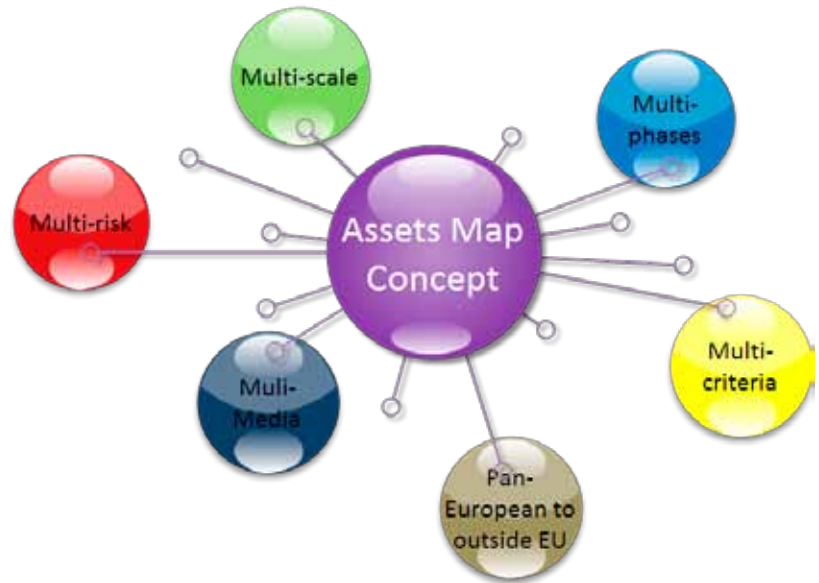 Multi-scale
Multi-
phases
Multi-risk
Assets Map
Concept
Muli-
Media
Multi-
criteria
Pan-
European to
outside EU